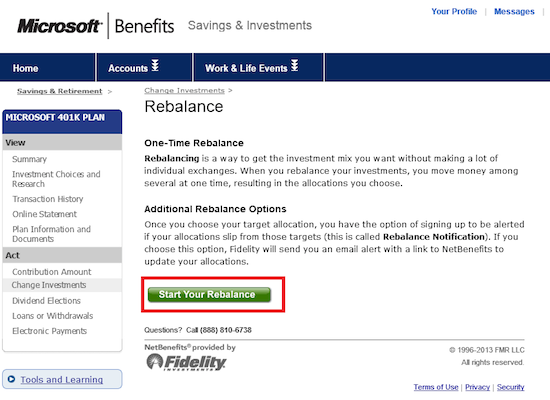 Your Profile | Messages |
Microsoft® | Benefits Savings & Investments
Home Accounts Work & Life Events
Savings & Retirement >
MICROSOFT 401K PLAN
View
Summary
Investment Choices and
Research
Transaction History
Online Statement
Plan Information and
Documents
Act
Contribution Amount
Change Investments
Dividend Elections
Loans or Withdrawals
Electronic Payments
Tools and Learning
Change Investments >
Rebalance
One-Time Rebalance
Rebalancing is a way to get the investment mix you want without making a lot of
individual exchanges. When you rebalance your investments, you move money among
several at one time, resulting in the allocations you choose.
Additional Rebalance Options
Once you choose your target allocation, you have the option of signing up to be alerted
if your allocations slip from those targets (this is called Rebalance Notification). If you
choose this option, Fidelity will send you an email alert with a link to NetBenefits to
update your allocations.
Start Your Rebalance
Questions? Call (888) 810-6738
NetBenefits® provided by
Fidelity
INVESTMENTS
© 1996-2013 FMR LLC
All rights reserved.
Terms of Use | Privacy | Security